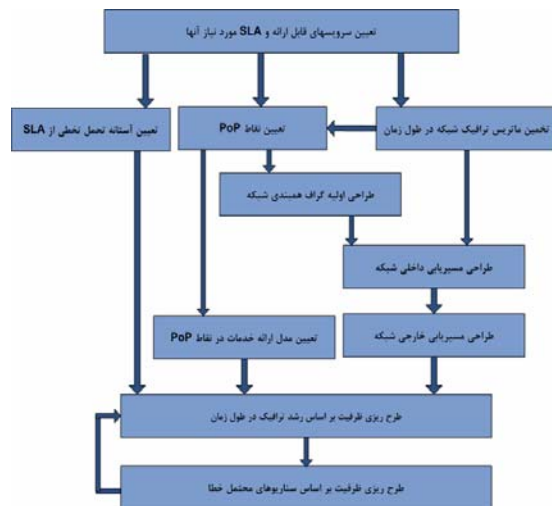 تعیین سرویسهای قابل ارائه و SLA مورد نیاز آنها
تخمین ماتریس ترافیک شبکه در طول زمان
تعیین نقاط PoP
تعیین آستانه تحمل تخطی از SLA
طراحی اولیه گراف همبندی شبکه
طراحی مسیریابی داخلی شبکه
طراحی مسیریابی خارجی شبکه
تعیین مدل ارائه خدمات در نقاط PoP
طرح ریزی ظرفیت بر اساس رشد ترافیک در طول زمان
طرح ریزی ظرفیت بر اساس سناریوهای محتمل خطا